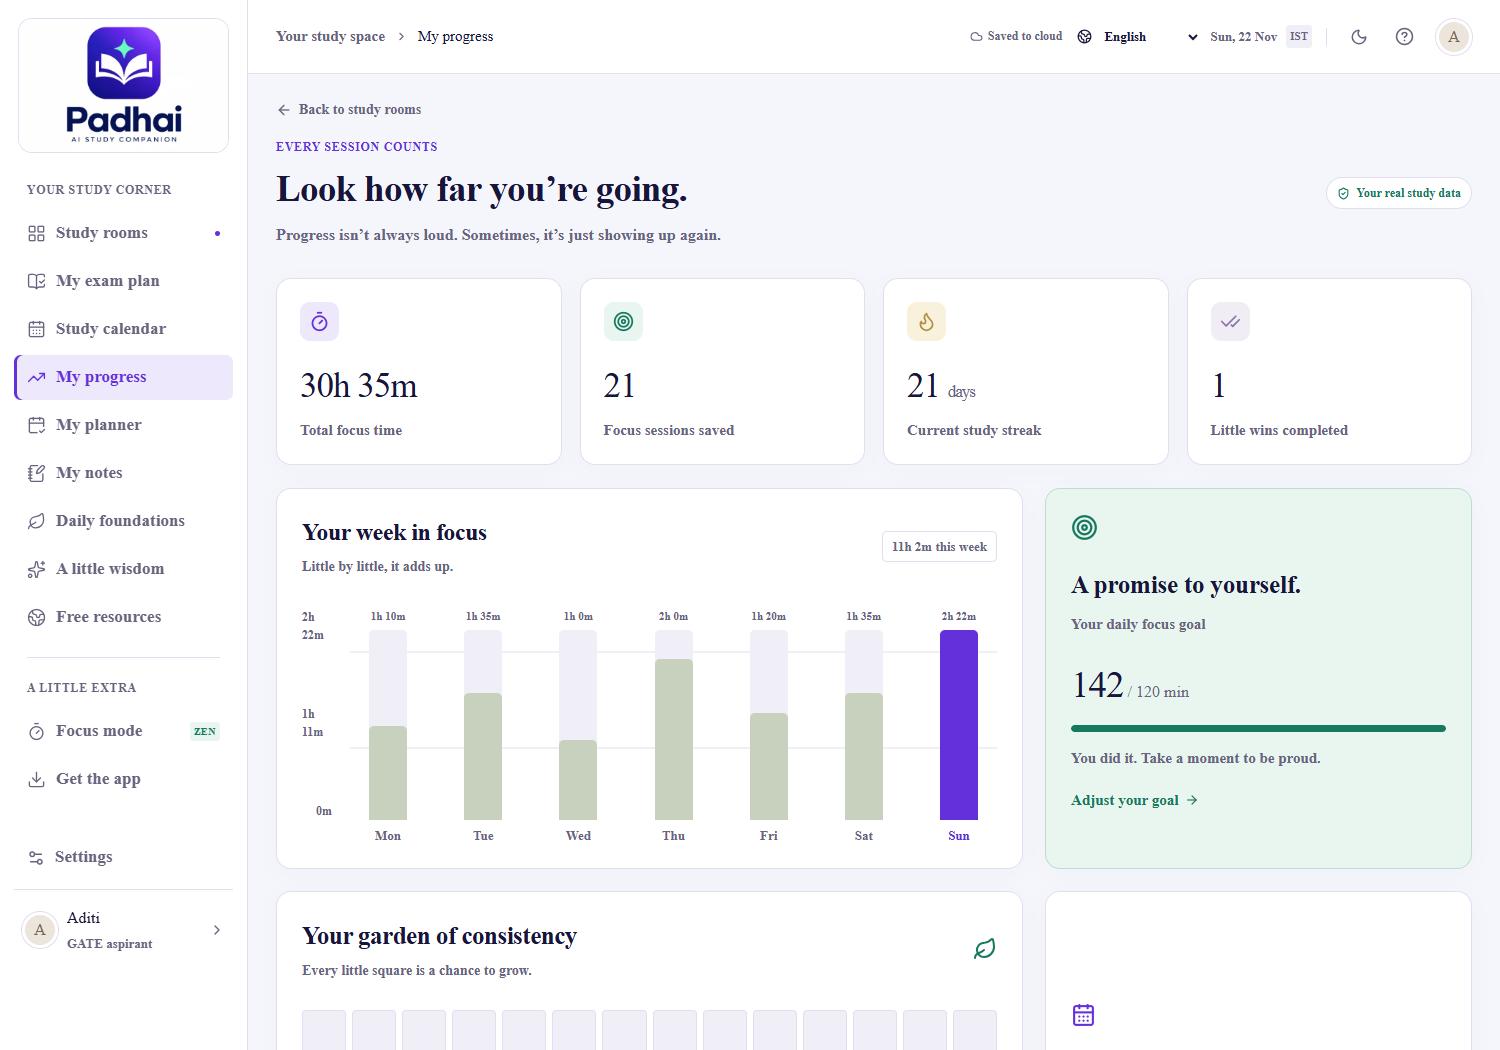 Padhai
AI STUDY COMPANION
YOUR STUDY CORNER
Study rooms
My exam plan
Study calendar
My progress
My planner
My notes
Daily foundations
A little wisdom
Free resources
A LITTLE EXTRA
Focus mode ZEN
Get the app
Settings
A
Aditi
GATE aspirant
Your study space > My progress
Saved to cloud
English
Sun, 22 Nov IST
A
Back to study rooms
EVERY SESSION COUNTS
Look how far you’re going.
Progress isn’t always loud. Sometimes, it’s just showing up again.
Your real study data
30h 35m
Total focus time
21
Focus sessions saved
21 days
Current study streak
1
Little wins completed
Your week in focus
Little by little, it adds up.
11h 2m this week
2h
22m
1h
11m
0m
1h 10m 1h 35m 1h 0m 2h 0m 1h 20m 1h 35m 2h 22m
Mon Tue Wed Thu Fri Sat Sun
A promise to yourself.
Your daily focus goal
142 / 120 min
You did it. Take a moment to be proud.
Adjust your goal
Your garden of consistency
Every little square is a chance to grow.